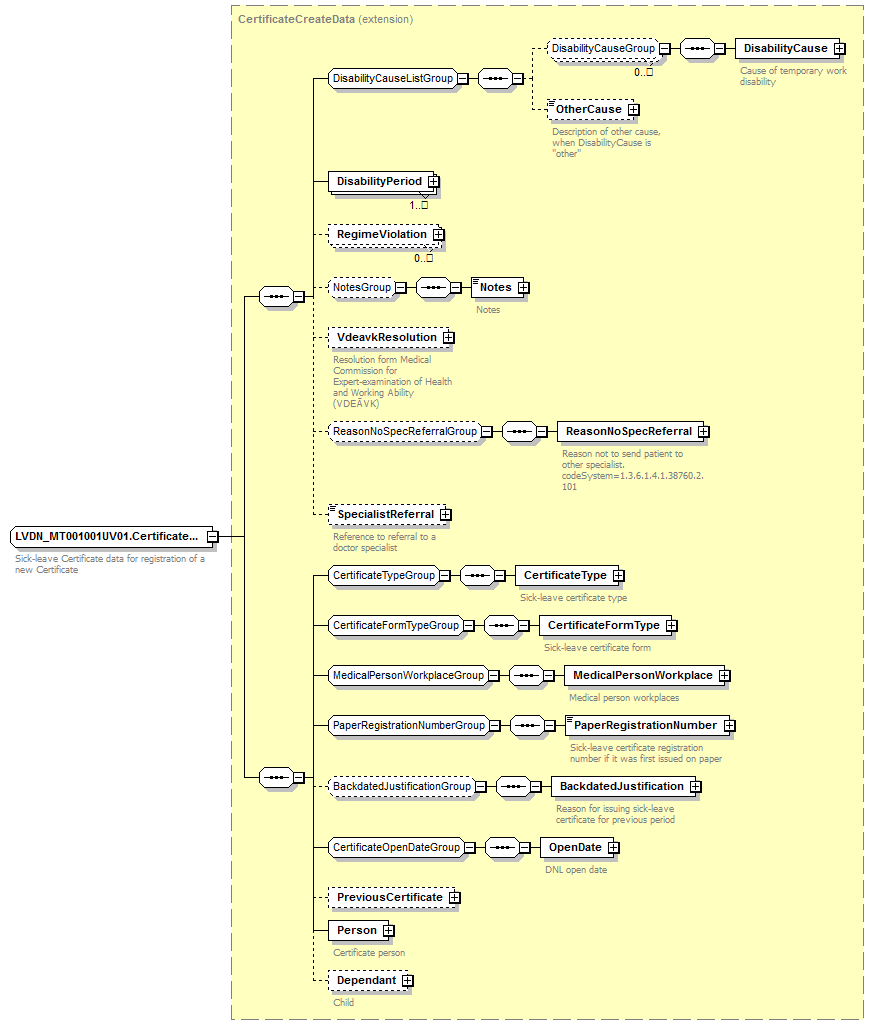 CertificateCreateData (extension)
DisabilityCauseListGroup
DisabilityCauseGroup
0..□
DisabilityCause
Cause of temporary work
disability
OtherCause
Description of other cause,
when DisabilityCause is
"other"
DisabilityPeriod
1..□
RegimeViolation
0..□
NotesGroup
Notes
Notes
VdeavkResolution
Resolution form Medical
Commission for
Expert-examination of Health
and Working Ability
(VDEĀVK)
ReasonNoSpecReferralGroup
ReasonNoSpecReferral
Reason not to send patient to
other specialist.
codeSystem=1.3.6.1.4.1.38760.2.
101
SpecialistReferral
Reference to referral to a
doctor specialist
LVDN_MT001001UV01.Certificate...
Sick-leave Certificate data for registration of a
new Certificate
CertificateTypeGroup
CertificateType
Sick-leave certificate type
CertificateFormTypeGroup
CertificateFormType
Sick-leave certificate form
MedicalPersonWorkplaceGroup
MedicalPersonWorkplace
Medical person workplaces
PaperRegistrationNumberGroup
PaperRegistrationNumber
Sick-leave certificate registration
number if it was first issued on paper
BackdatedJustificationGroup
BackdatedJustification
Reason for issuing sick-leave
certificate for previous period
CertificateOpenDateGroup
OpenDate
DNL open date
PreviousCertificate
Person
Certificate person
Dependant
Child